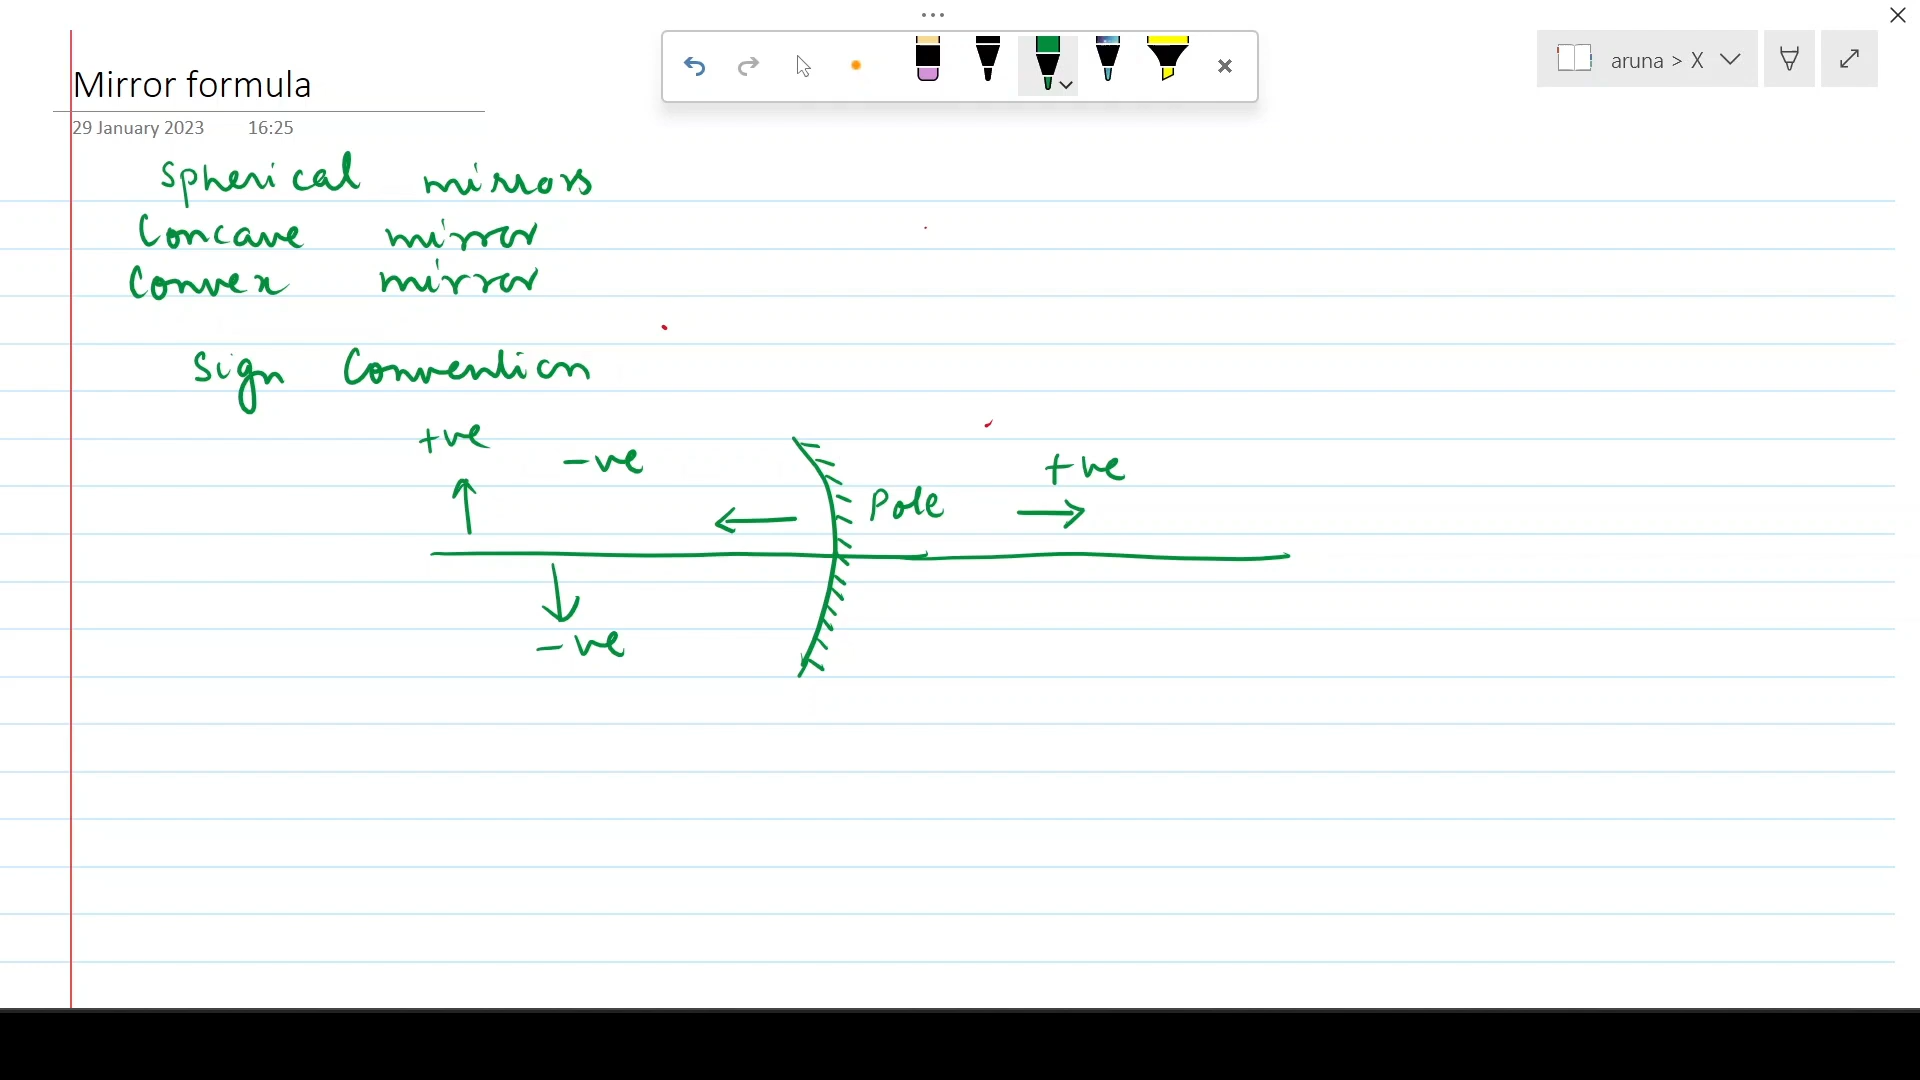 aruna > X
Mirror formula
29 January 2023 16:25
Spherical mirrors
Concave mirror
Convex mirror
Sign Convention
+ve
-ve
+ve
Pole
-ve